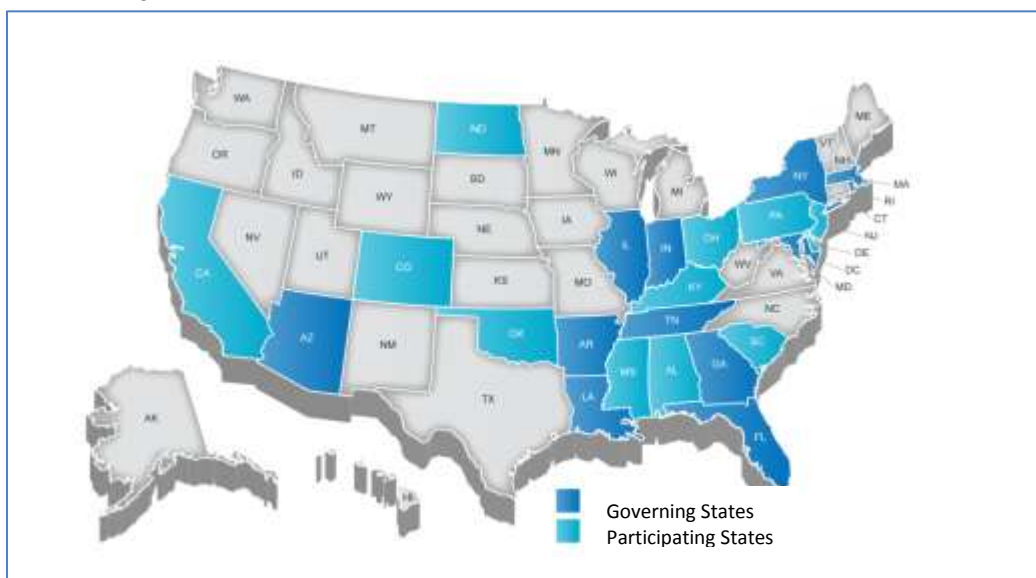 WA
MT
ND
MN
ME
VT
NH
OR
ID
SD
WI
MI
NY
MA
WY
RI
IA
PA
CT
NE
NJ
NV
IL
IN
OH
DE
UT
CO
WV
DC
CA
KS
MO
VA
MD
KY
NC
TN
OK
AZ
NM
AR
SC
MS
AL
GA
TX
LA
AK
FL
HI
Governing States
Participating States